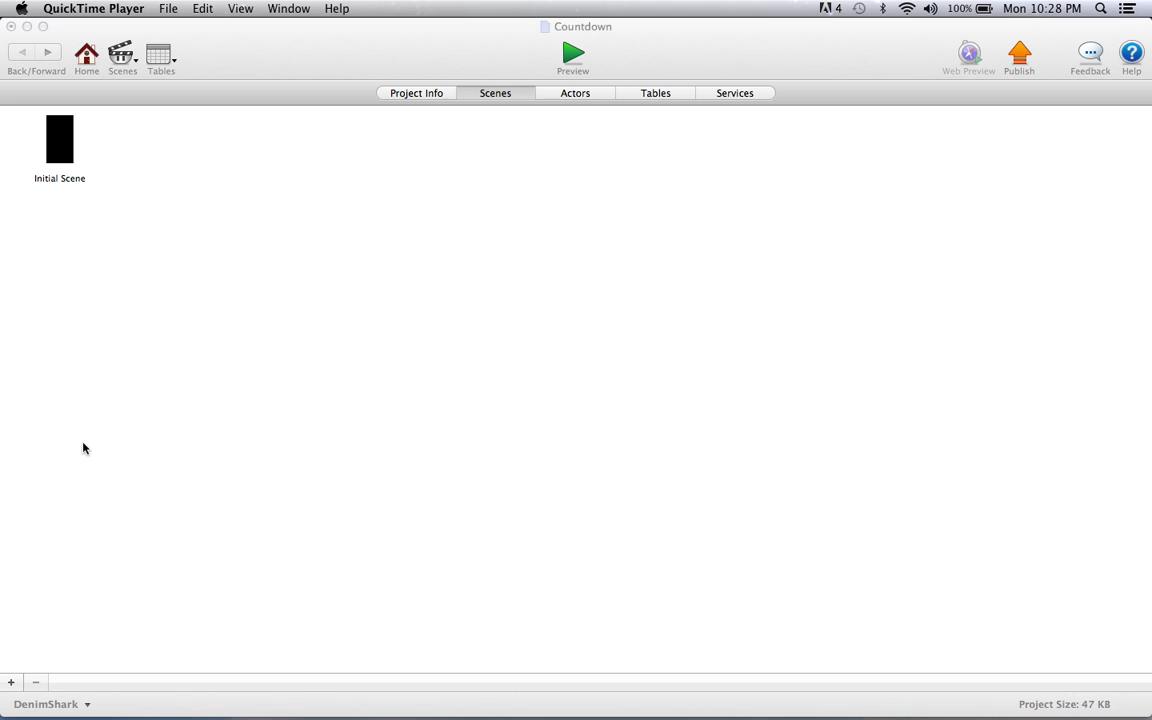 QuickTime Player File Edit View Window Help 4 100% Mon 10:28 PM
Countdown
Back/Forward Home Scenes Tables Preview Web Preview Publish Feedback Help
Project Info Scenes Actors Tables Services
Initial Scene
+ −
DenimShark Project Size: 47 KB